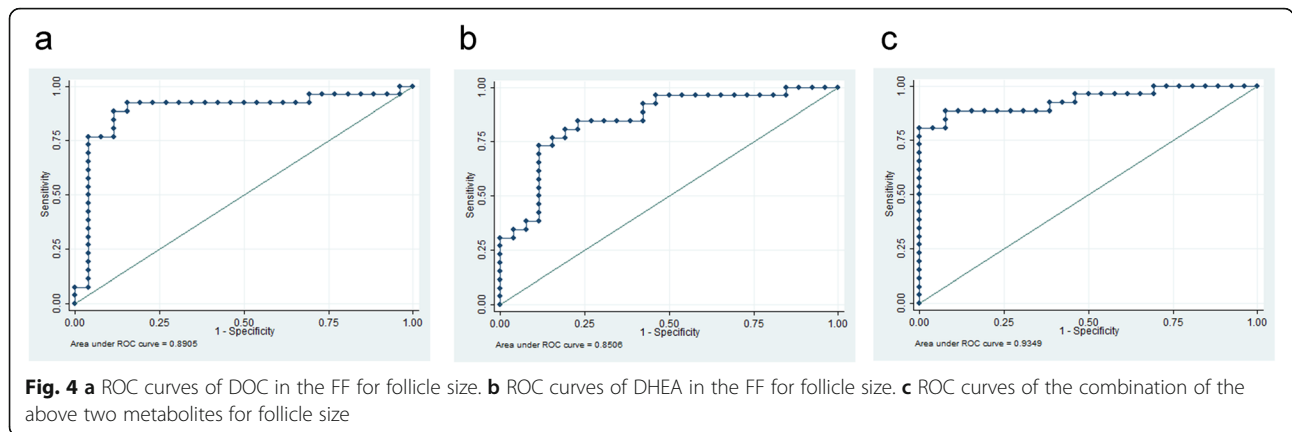 a
b
c
Sensitivity
1.00
0.75
0.50
0.25
0.00
0.00 0.25 0.50 0.75 1.00
1 - Specificity
Area under ROC curve = 0.8905
Sensitivity
1.00
0.75
0.50
0.25
0.00
0.00 0.25 0.50 0.75 1.00
1 - Specificity
Area under ROC curve = 0.8506
Sensitivity
1.00
0.75
0.50
0.25
0.00
0.00 0.25 0.50 0.75 1.00
1 - Specificity
Area under ROC curve = 0.9349
Fig. 4 a ROC curves of DOC in the FF for follicle size. b ROC curves of DHEA in the FF for follicle size. c ROC curves of the combination of the
above two metabolites for follicle size